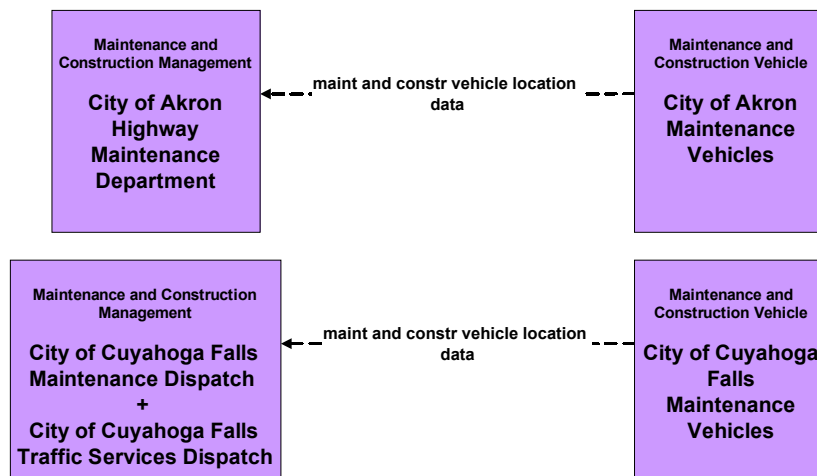 Maintenance and
Construction Management
City of Akron
Highway
Maintenance
Department
maint and constr vehicle location
data
Maintenance and
Construction Vehicle
City of Akron
Maintenance
Vehicles
Maintenance and Construction
Management
City of Cuyahoga Falls
Maintenance Dispatch
+
City of Cuyahoga Falls
Traffic Services Dispatch
maint and constr vehicle location
data
Maintenance and
Construction Vehicle
City of Cuyahoga
Falls
Maintenance
Vehicles